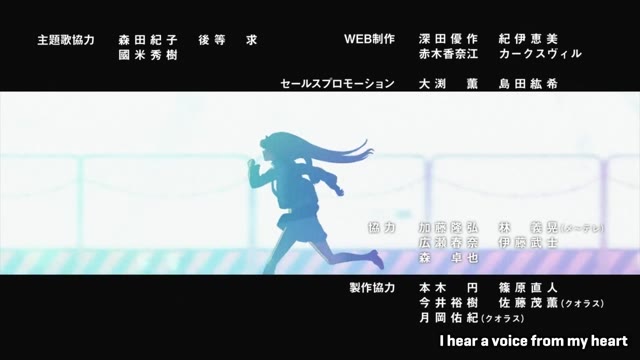 主題歌協力 森田紀子 後等 求
國米秀樹
WEB制作 深田優作 紀伊恵美
赤木香奈江 カークスヴィル
セールスプロモーション 大渕 薫 島田紘希
協力 加藤隆弘 林 義晃(メ〜テレ)
広瀬春奈 伊藤武士
森 卓也
製作協力 本木 円 篠原直人
今井裕樹 佐藤茂薫(クオラス)
月岡佑紀(クオラス)
I hear a voice from my heart